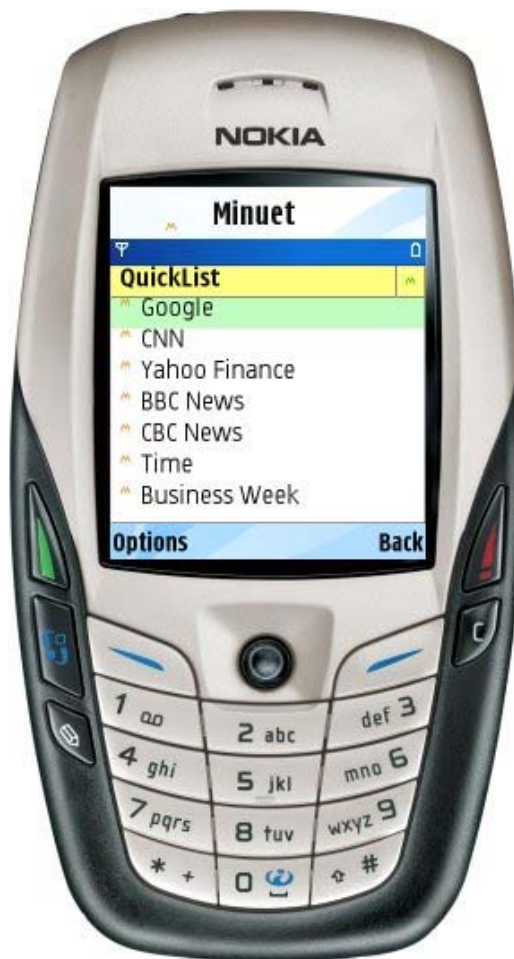 NOKIA
Minuet
QuickList
Google
CNN
Yahoo Finance
BBC News
CBC News
Time
Business Week
Options Back
1 2 abc def 3
4 ghi 5 jkl mno 6
7 pqrs 8 tuv wxyz 9
* + 0 #